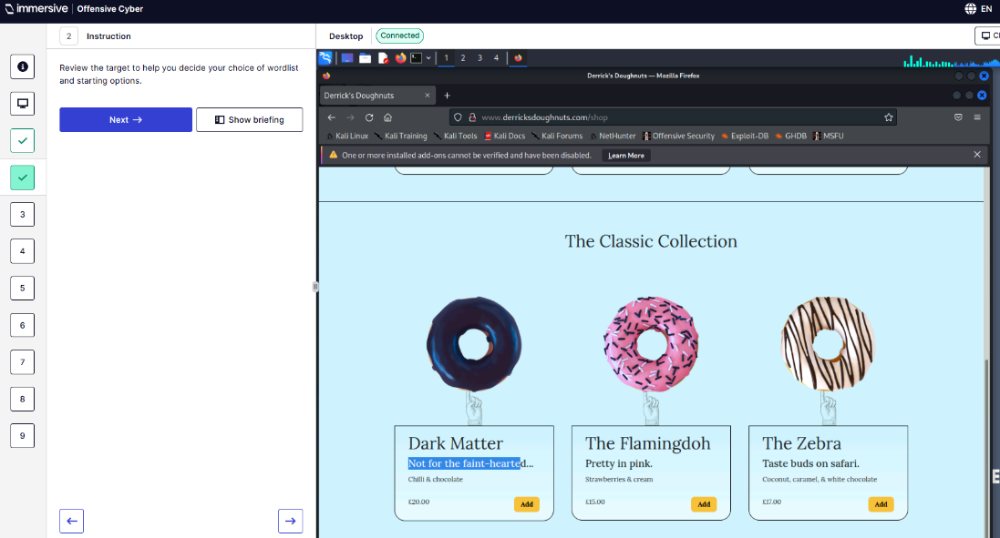 immersive | Offensive Cyber
EN
2 Instruction
Desktop Connected
Review the target to help you decide your choice of wordlist
and starting options.
Next →
Show briefing
3
4
5
6
7
8
9
←
→
1 2 3 4
Derrick's Doughnuts — Mozilla Firefox
Derrick's Doughnuts × +
www.derricksdoughnuts.com/shop
Kali Linux Kali Training Kali Tools Kali Docs Kali Forums NetHunter Offensive Security Exploit-DB GHDB MSFU
One or more installed add-ons cannot be verified and have been disabled. Learn More
The Classic Collection
Dark Matter
Not for the faint-hearted...
Chilli & chocolate
£20.00 Add
The Flamingdoh
Pretty in pink.
Strawberries & cream
£15.00 Add
The Zebra
Taste buds on safari.
Coconut, caramel, & white chocolate
£17.00 Add